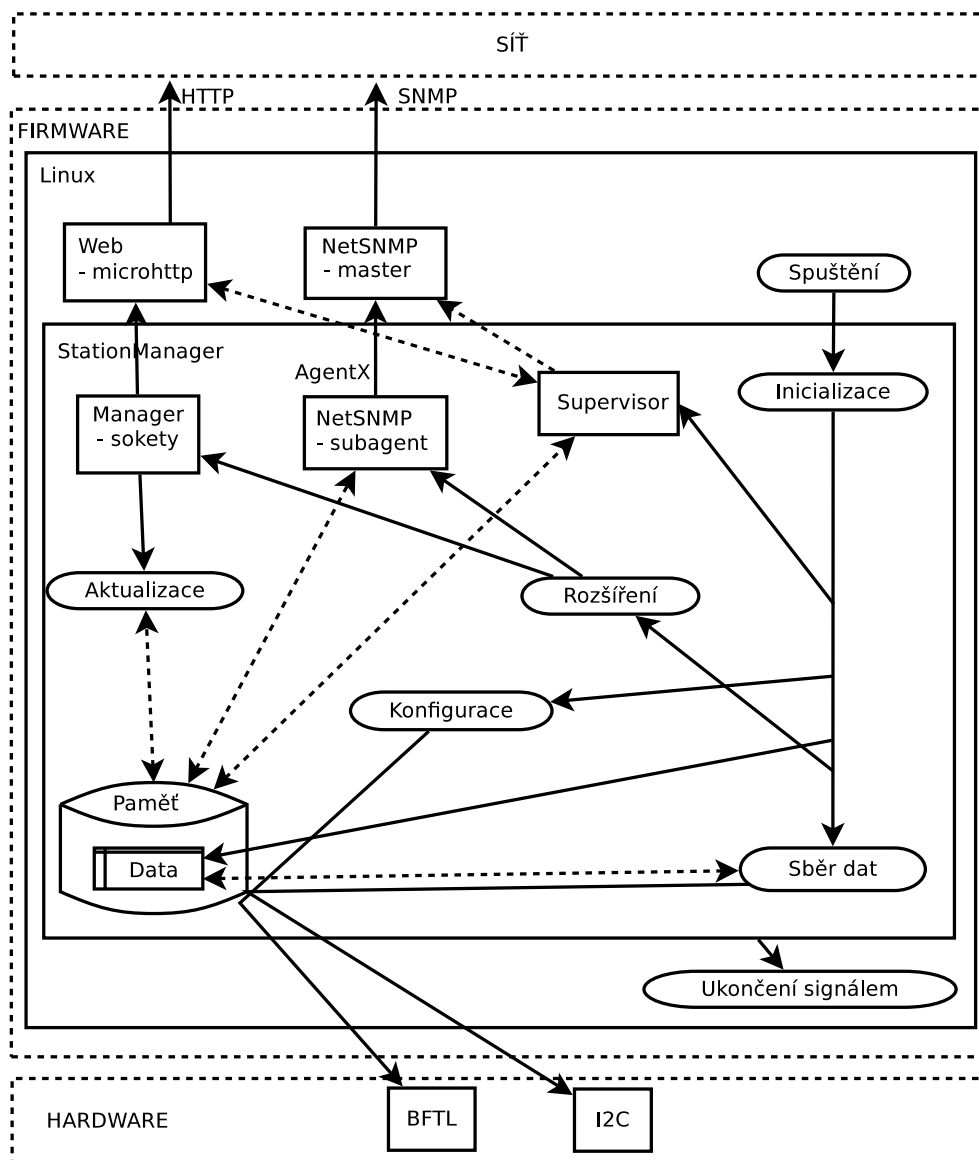 SÍŤ
HTTP
SNMP
FIRMWARE
Linux
Web
- microhttp
NetSNMP
- master
Spuštění
StationManager
AgentX
Supervisor
Inicializace
Manager
- sokety
NetSNMP
- subagent
Aktualizace
Rozšíření
Konfigurace
Paměť
Data
Sběr dat
Ukončení signálem
HARDWARE
BFTL
I2C